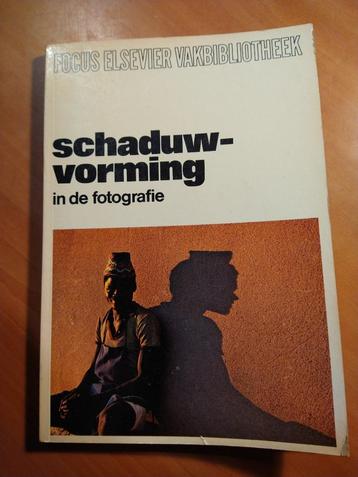 FOCUS ELSEVIER VAKBIBLIOTHEEK
schaduw-
vorming
in de fotografie